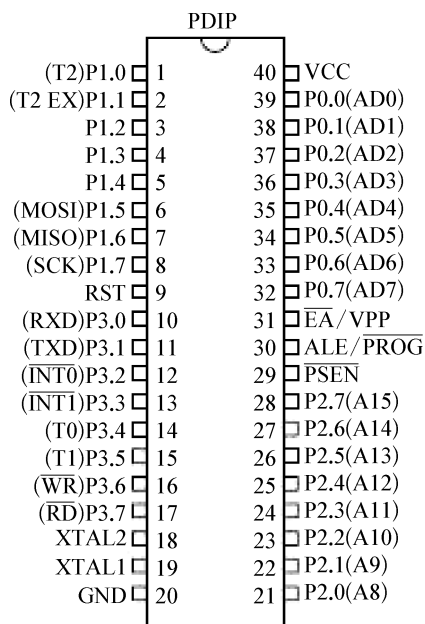 PDIP
(T2)P1.0 1 40 VCC
(T2 EX)P1.1 2 39 P0.0(AD0)
P1.2 3 38 P0.1(AD1)
P1.3 4 37 P0.2(AD2)
P1.4 5 36 P0.3(AD3)
(MOSI)P1.5 6 35 P0.4(AD4)
(MISO)P1.6 7 34 P0.5(AD5)
(SCK)P1.7 8 33 P0.6(AD6)
RST 9 32 P0.7(AD7)
(RXD)P3.0 10 31 E̅A̅/VPP
(TXD)P3.1 11 30 ALE/P̅R̅O̅G̅
(I̅N̅T̅0̅)P3.2 12 29 P̅S̅E̅N̅
(I̅N̅T̅1̅)P3.3 13 28 P2.7(A15)
(T0)P3.4 14 27 P2.6(A14)
(T1)P3.5 15 26 P2.5(A13)
(W̅R̅)P3.6 16 25 P2.4(A12)
(R̅D̅)P3.7 17 24 P2.3(A11)
XTAL2 18 23 P2.2(A10)
XTAL1 19 22 P2.1(A9)
GND 20 21 P2.0(A8)